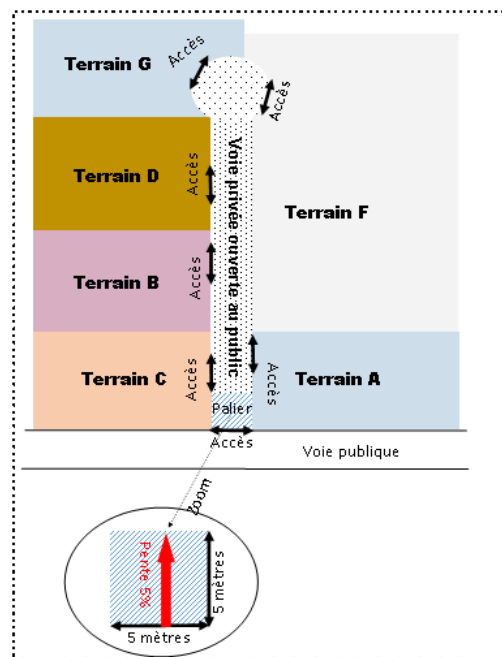 Terrain G
Accès
Accès
Terrain D
Accès
Voie privée ouverte au public
Terrain F
Terrain B
Accès
Terrain C
Accès
Accès
Terrain A
Palier
Accès
Voie publique
Zoom
Pente 5%
5 mètres
5 mètres